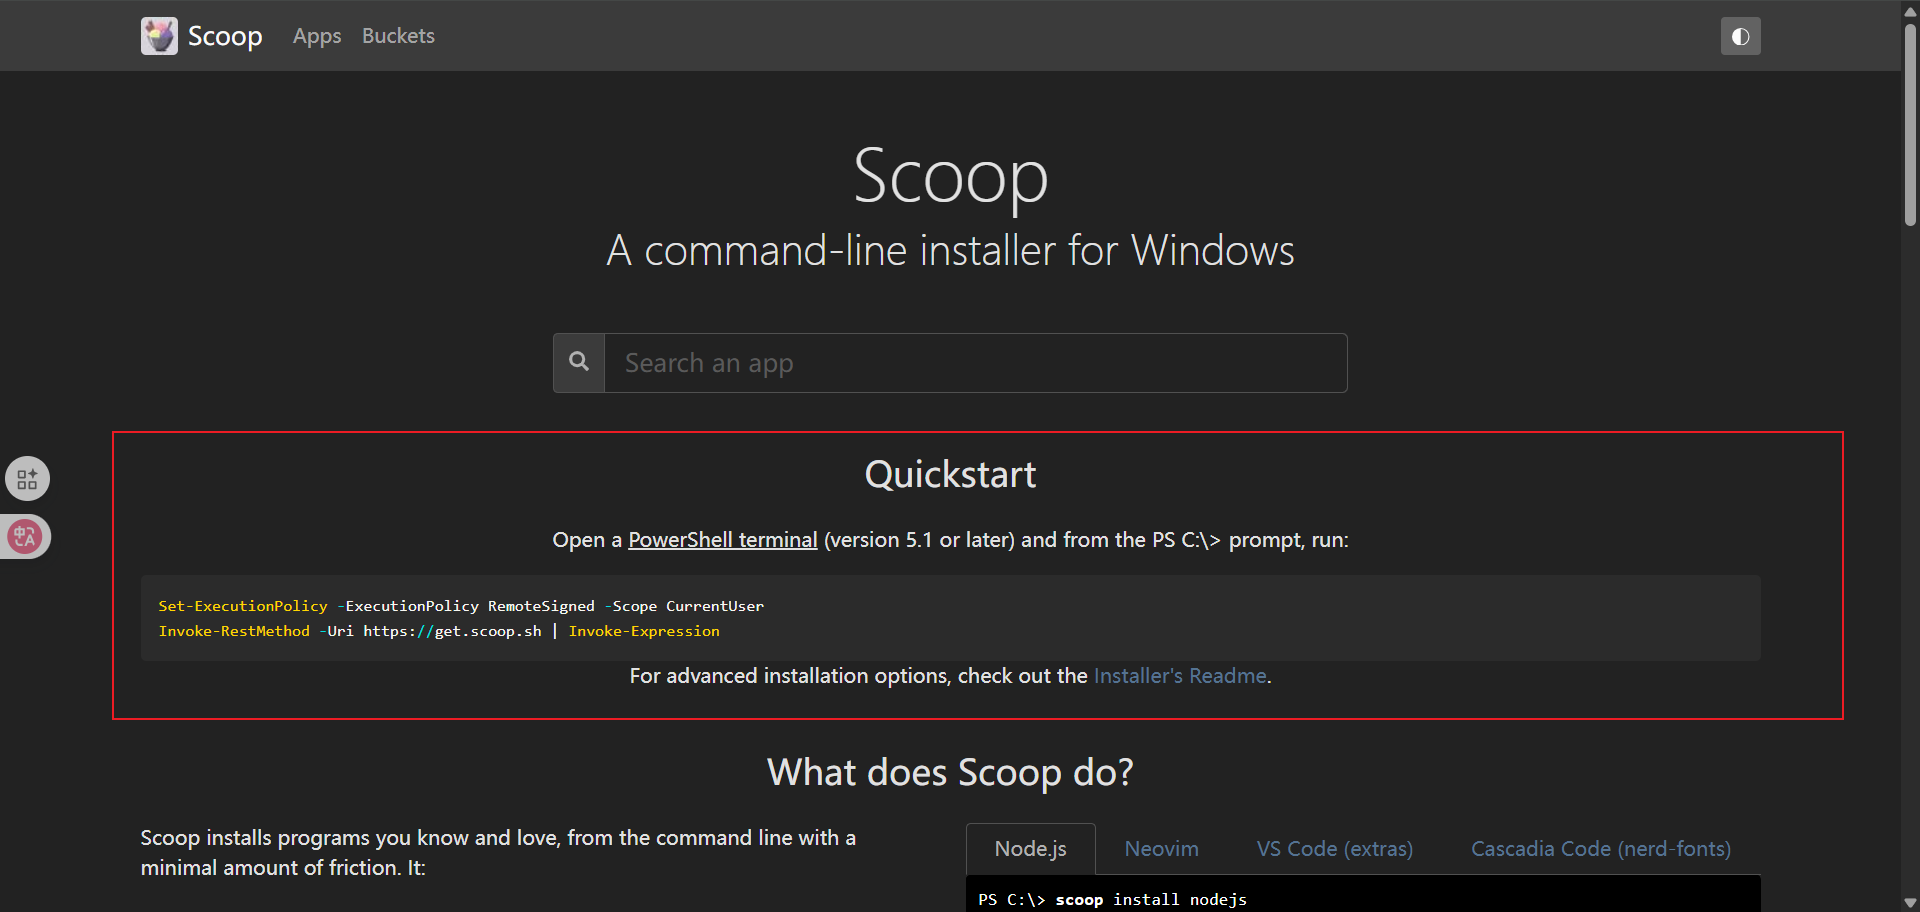 Scoop Apps Buckets
Scoop
A command-line installer for Windows
Search an app
Quickstart
Open a PowerShell terminal (version 5.1 or later) and from the PS C:\> prompt, run:
Set-ExecutionPolicy -ExecutionPolicy RemoteSigned -Scope CurrentUser
Invoke-RestMethod -Uri https://get.scoop.sh | Invoke-Expression
For advanced installation options, check out the Installer's Readme.
What does Scoop do?
Scoop installs programs you know and love, from the command line with a
minimal amount of friction. It:
Node.js Neovim VS Code (extras) Cascadia Code (nerd-fonts)
PS C:\> scoop install nodejs
中A